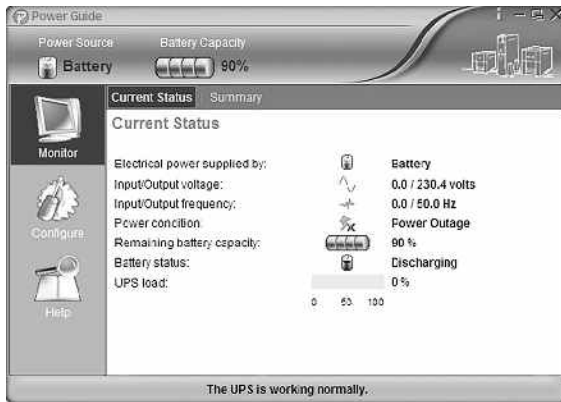 Power Guide
Power Source Battery Capacity
Battery 90%
Current Status Summary
Current Status
Monitor
Configure
Help
Electrical power supplied by: Battery
Input/Output voltage: 0.0 / 230.4 volts
Input/Output frequency: 0.0 / 50.0 Hz
Power condition: Power Outage
Remaining battery capacity: 90 %
Battery status: Discharging
UPS load: 0 %
0 50 100
The UPS is working normally.